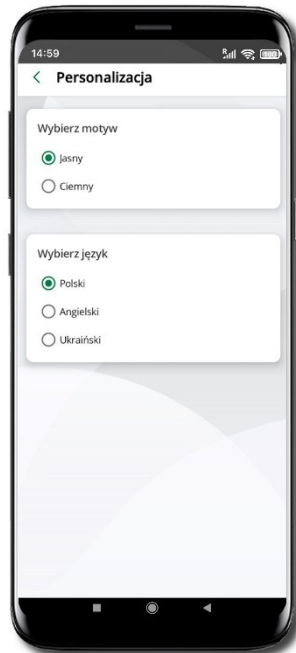 14:59
Personalizacja
Wybierz motyw
Jasny
Ciemny
Wybierz język
Polski
Angielski
Ukraiński